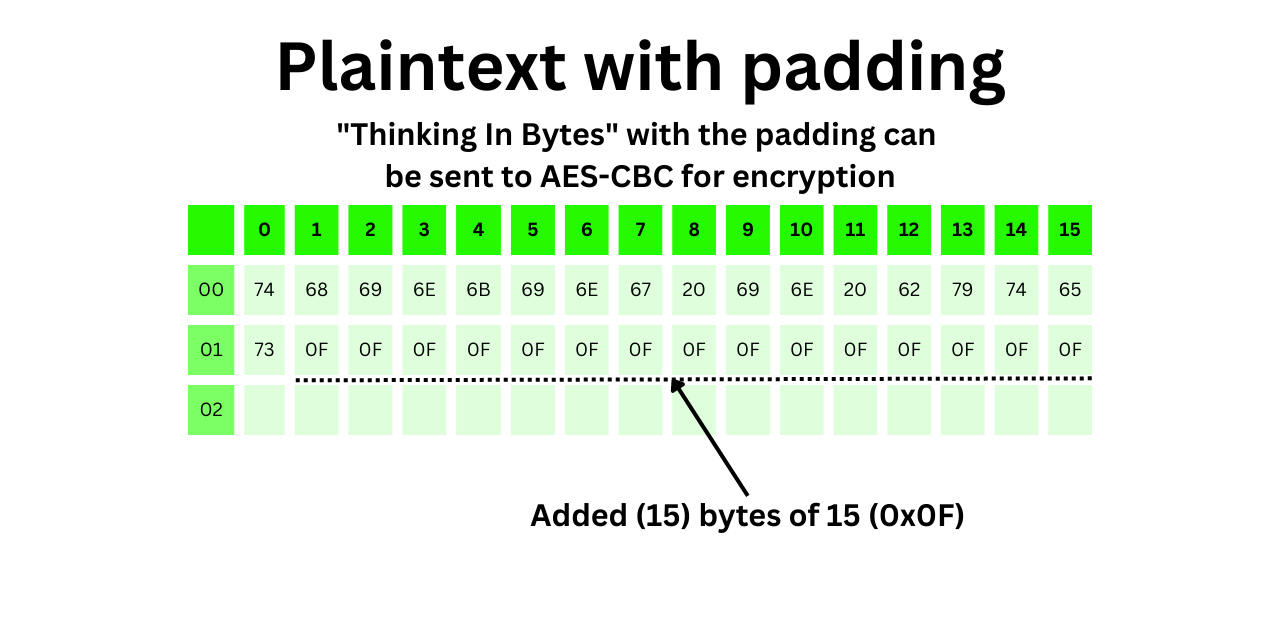 Plaintext with padding
"Thinking In Bytes" with the padding can
be sent to AES-CBC for encryption
0 1 2 3 4 5 6 7 8 9 10 11 12 13 14 15
00 74 68 69 6E 6B 69 6E 67 20 69 6E 20 62 79 74 65
01 73 0F 0F 0F 0F 0F 0F 0F 0F 0F 0F 0F 0F 0F 0F 0F
02
Added (15) bytes of 15 (0x0F)